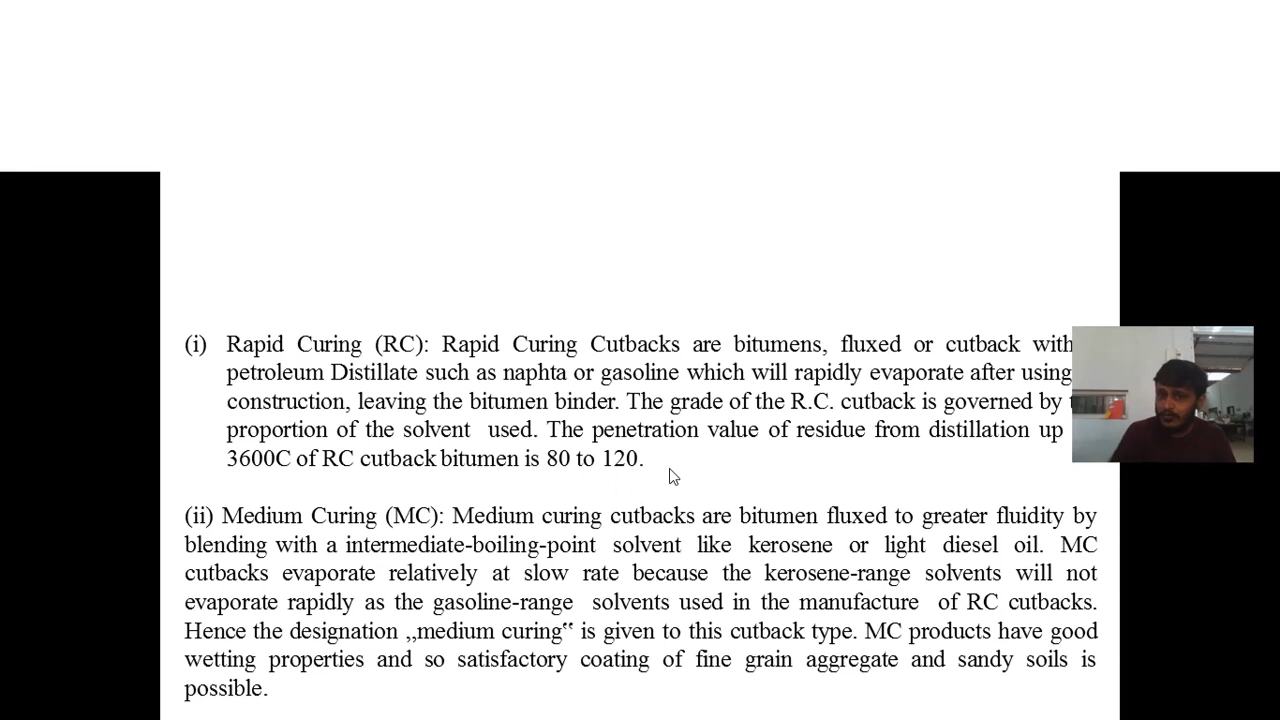 (i) Rapid Curing (RC): Rapid Curing Cutbacks are bitumens, fluxed or cutback with
petroleum Distillate such as naphta or gasoline which will rapidly evaporate after using
construction, leaving the bitumen binder. The grade of the R.C. cutback is governed by
proportion of the solvent used. The penetration value of residue from distillation up
3600C of RC cutback bitumen is 80 to 120.
(ii) Medium Curing (MC): Medium curing cutbacks are bitumen fluxed to greater fluidity by
blending with a intermediate-boiling-point solvent like kerosene or light diesel oil. MC
cutbacks evaporate relatively at slow rate because the kerosene-range solvents will not
evaporate rapidly as the gasoline-range solvents used in the manufacture of RC cutbacks.
Hence the designation „medium curing‟ is given to this cutback type. MC products have good
wetting properties and so satisfactory coating of fine grain aggregate and sandy soils is
possible.